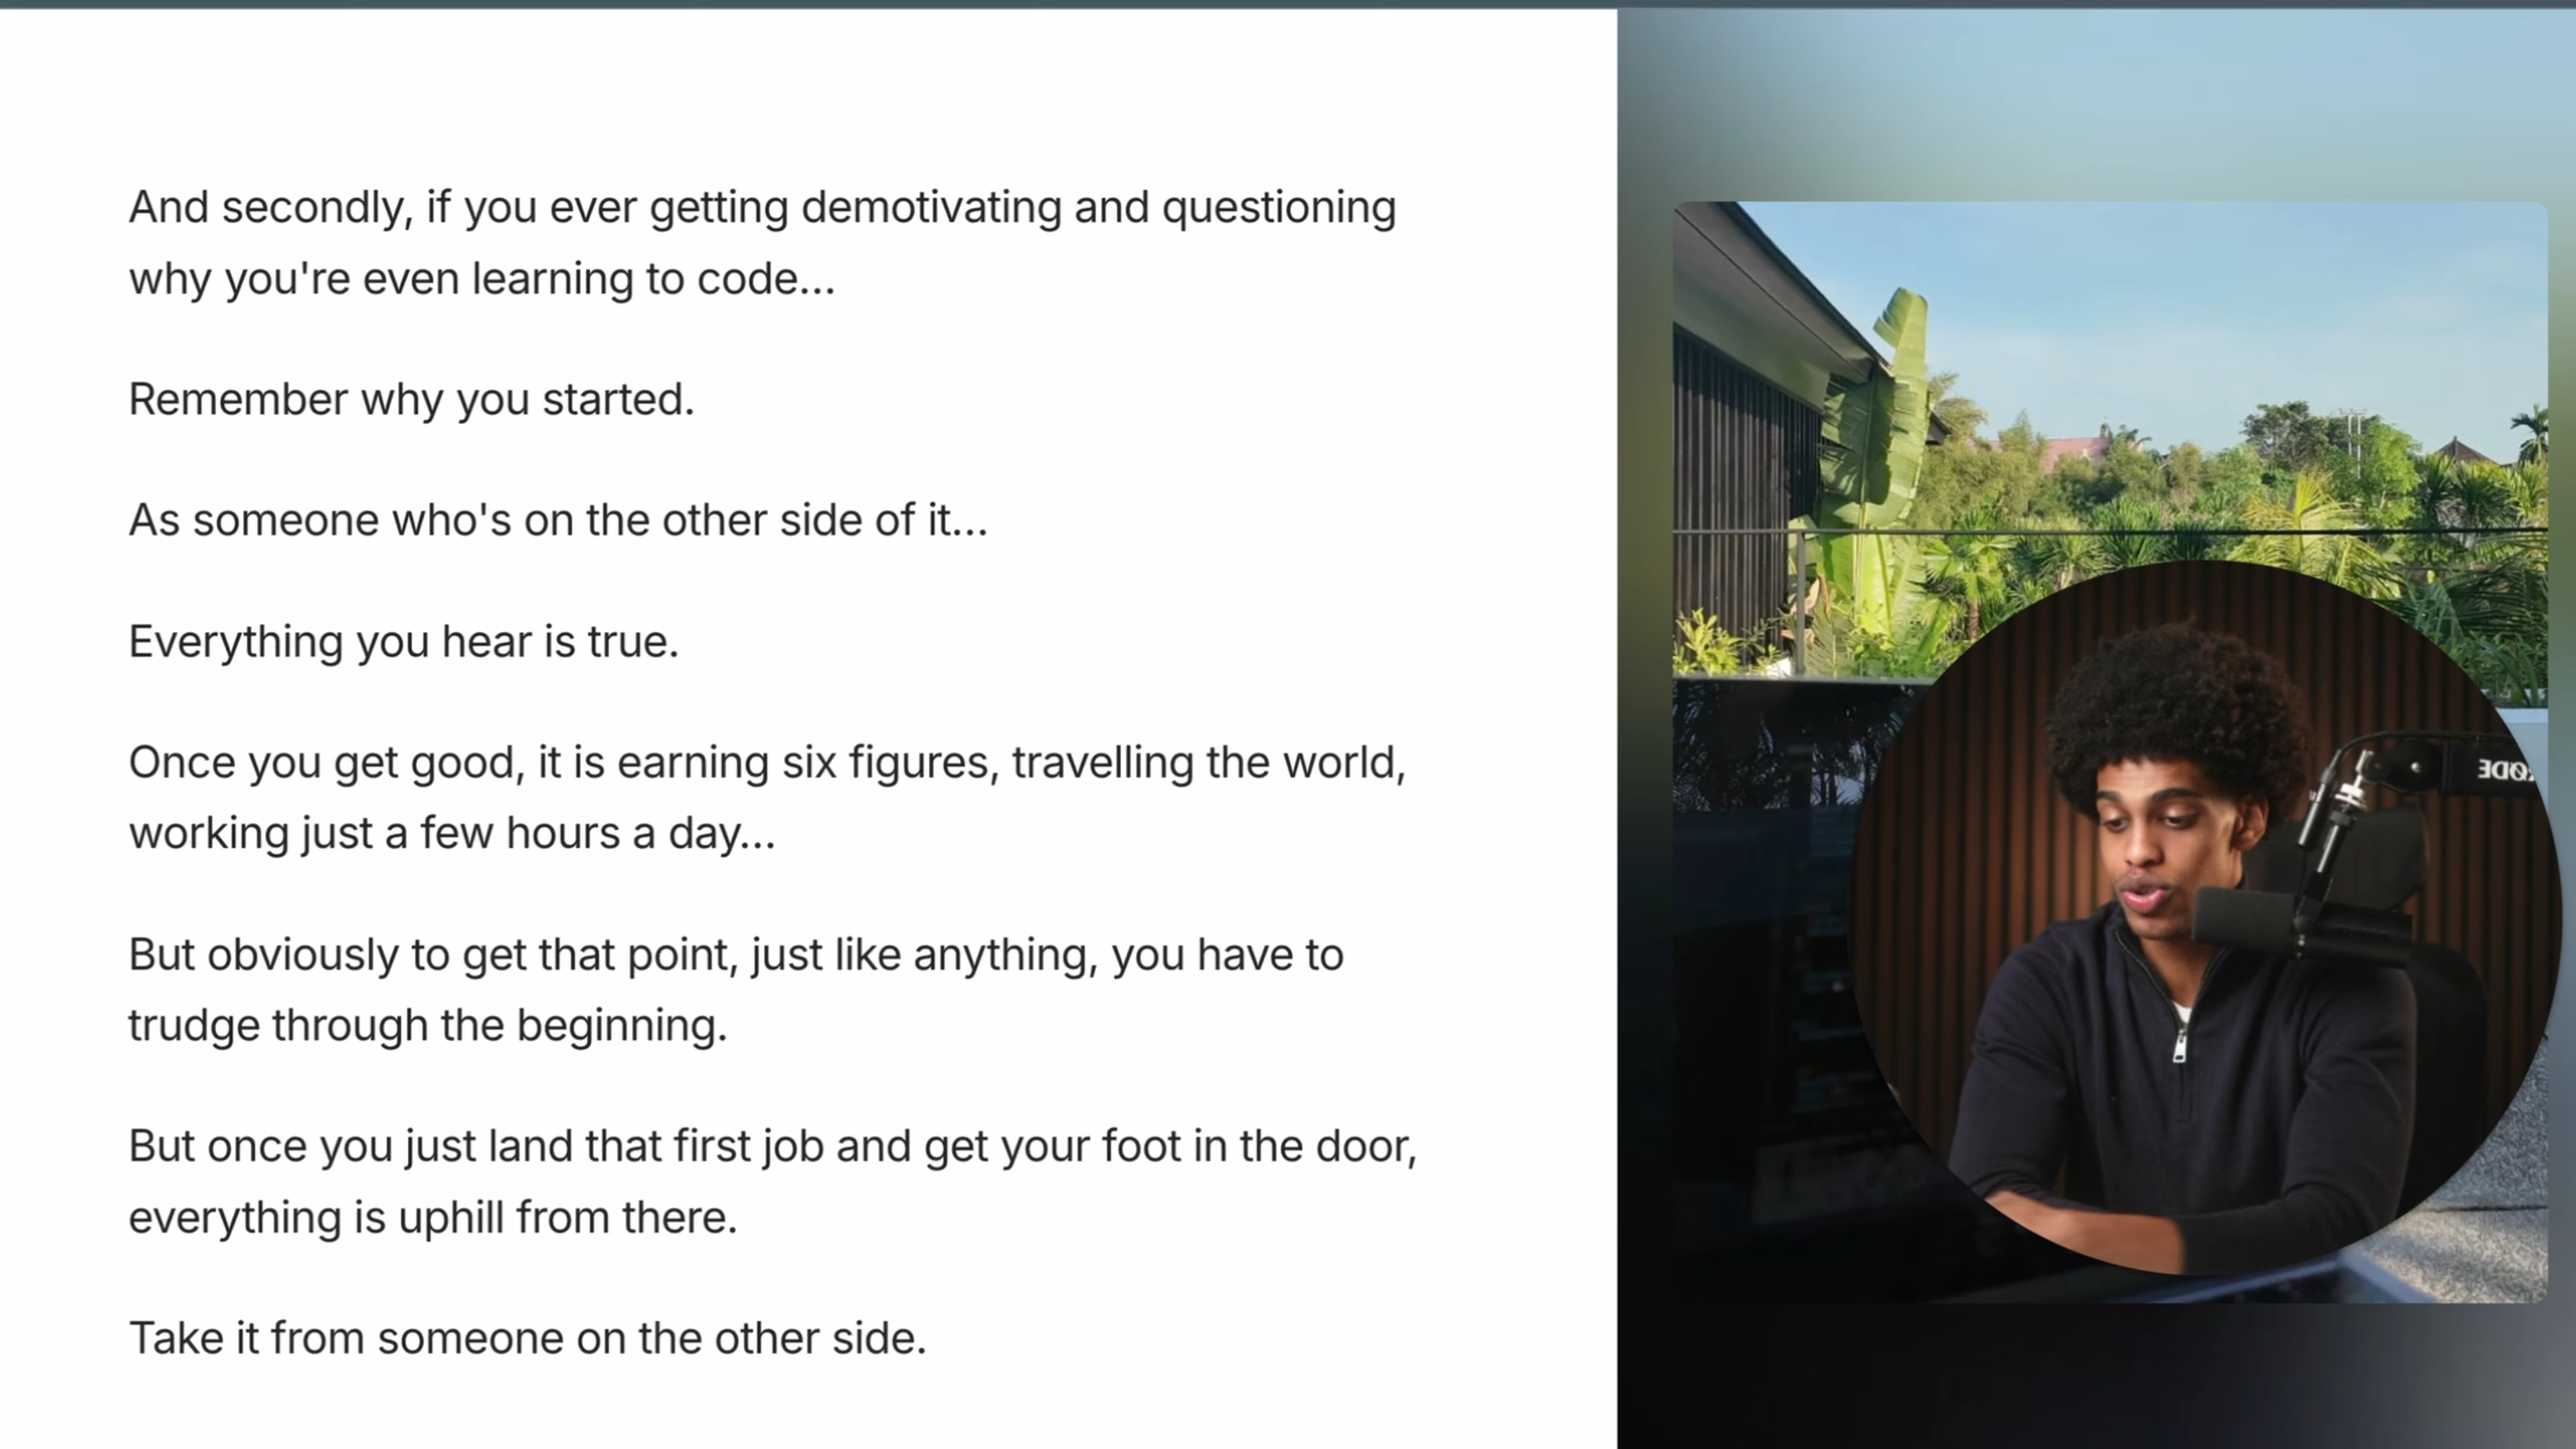 And secondly, if you ever getting demotivating and questioning
why you're even learning to code...
Remember why you started.
As someone who's on the other side of it...
Everything you hear is true.
Once you get good, it is earning six figures, travelling the world,
working just a few hours a day...
But obviously to get that point, just like anything, you have to
trudge through the beginning.
But once you just land that first job and get your foot in the door,
everything is uphill from there.
Take it from someone on the other side.